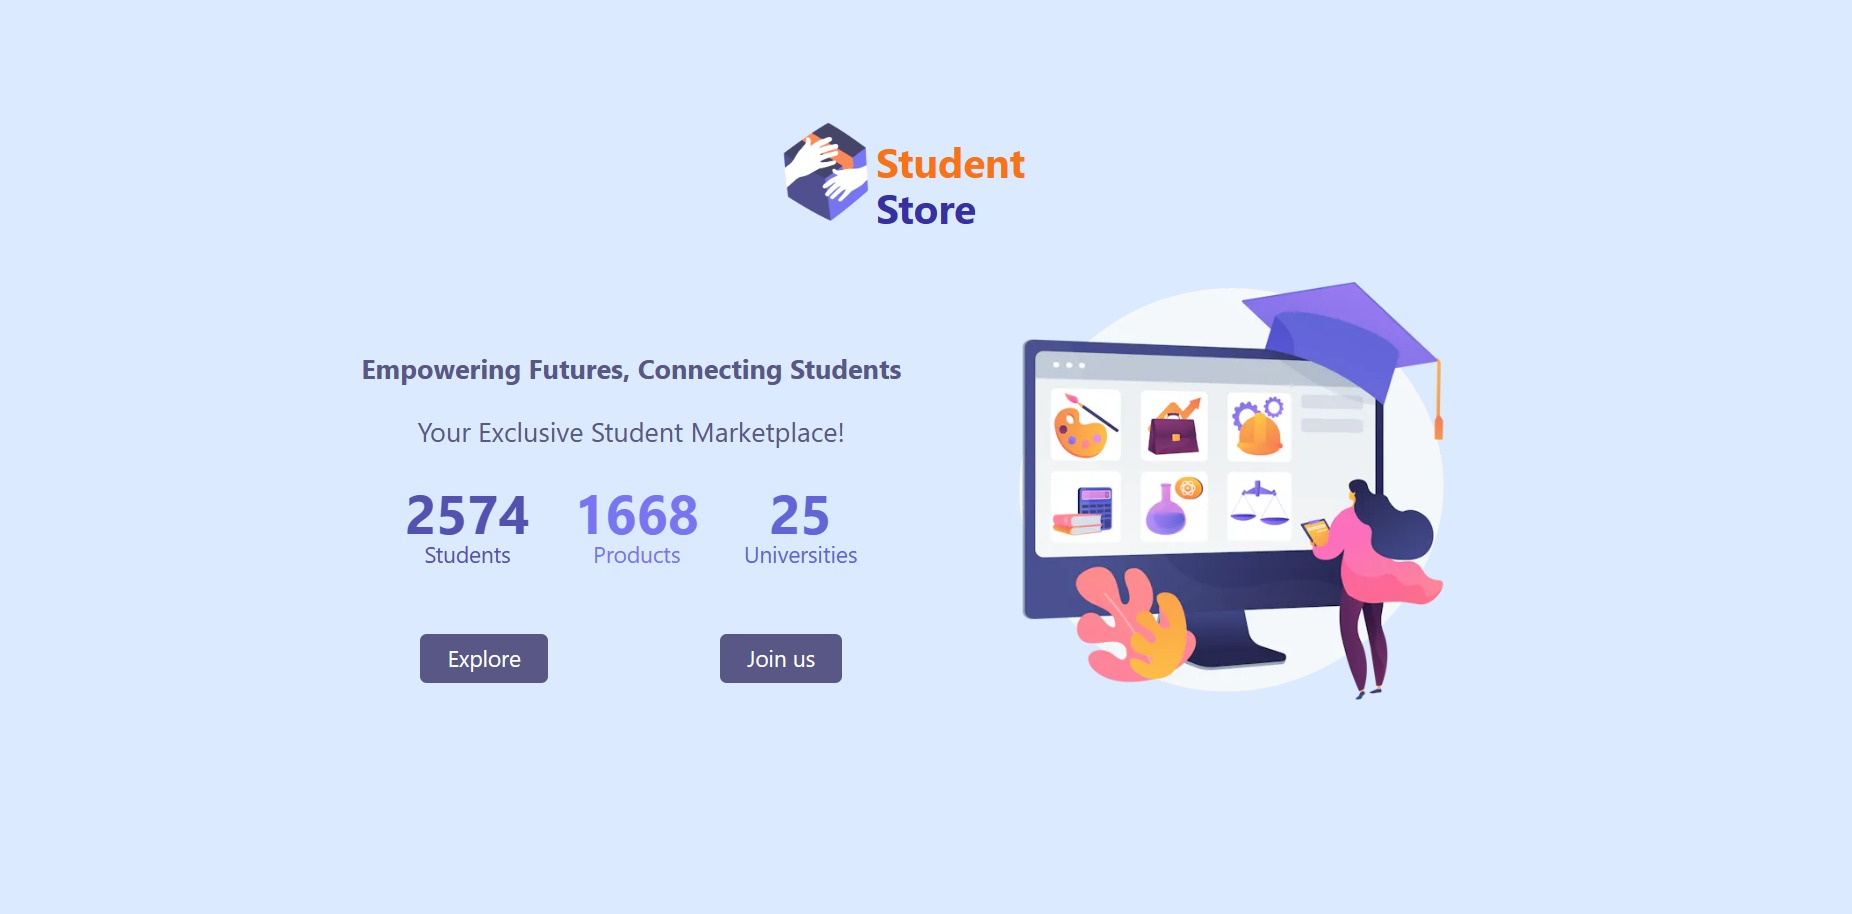 Student
Store
Empowering Futures, Connecting Students
Your Exclusive Student Marketplace!
2574 1668 25
Students Products Universities
Explore Join us